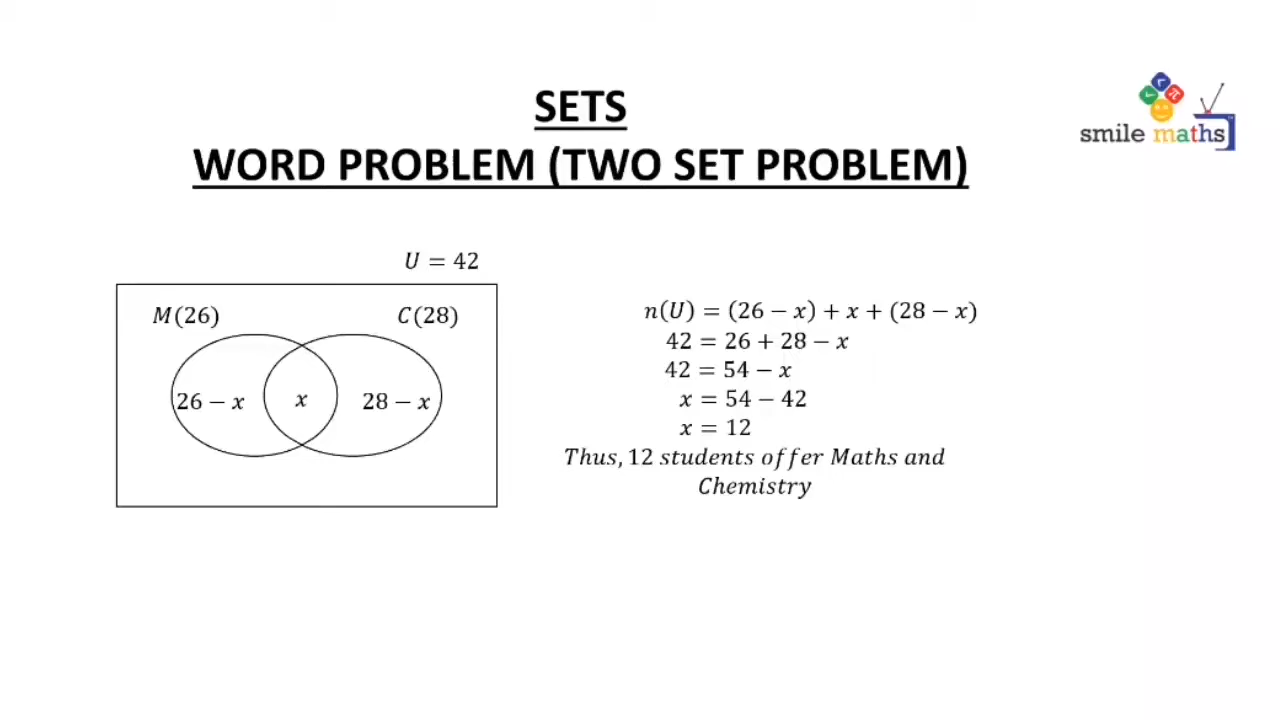 SETS
WORD PROBLEM (TWO SET PROBLEM)
smile maths
U = 42
M(26)
C(28)
26 − x
x
28 − x
n(U) = (26 − x) + x + (28 − x)
42 = 26 + 28 − x
42 = 54 − x
x = 54 − 42
x = 12
Thus, 12 students offer Maths and
Chemistry